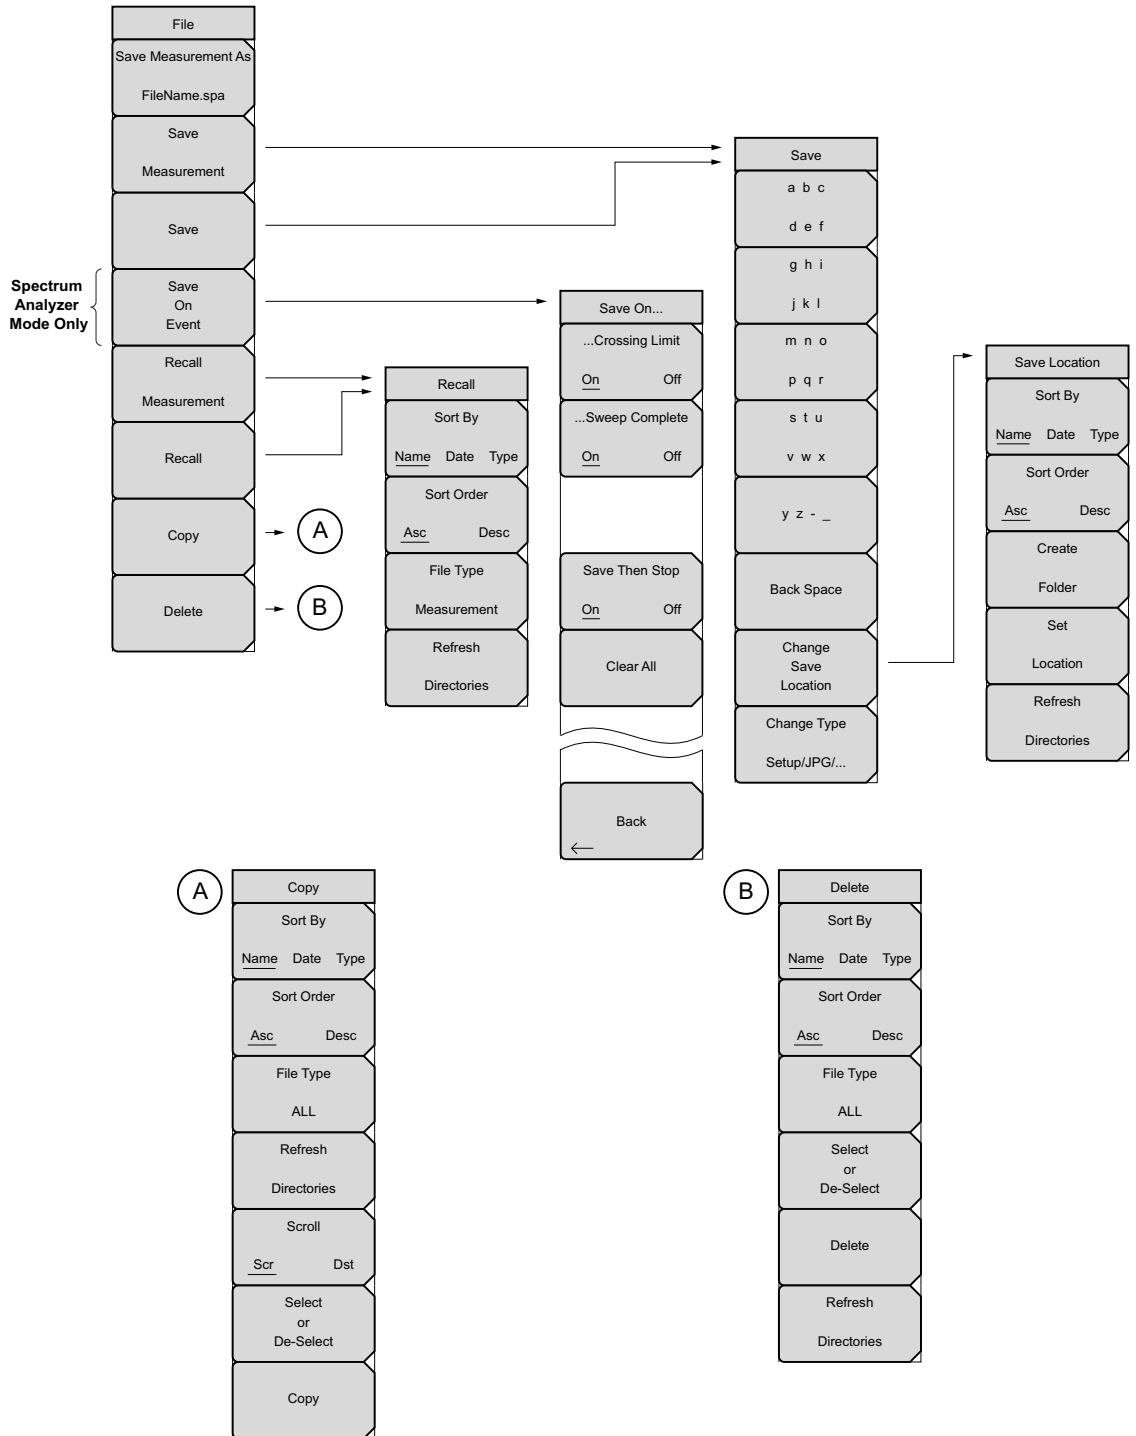 File
Save Measurement As
FileName.spa
Save
Measurement
Save
Spectrum
Analyzer
Mode Only
Save
On
Event
Recall
Measurement
Recall
Copy
A
Delete
B
Recall
Sort By
Name Date Type
Sort Order
Asc Desc
File Type
Measurement
Refresh
Directories
Save On...
...Crossing Limit
On Off
...Sweep Complete
On Off
Save Then Stop
On Off
Clear All
Back
Save
a b c
d e f
g h i
j k l
m n o
p q r
s t u
v w x
y z - _
Back Space
Change
Save
Location
Change Type
Setup/JPG/...
Save Location
Sort By
Name Date Type
Sort Order
Asc Desc
Create
Folder
Set
Location
Refresh
Directories
A
Copy
Sort By
Name Date Type
Sort Order
Asc Desc
File Type
ALL
Refresh
Directories
Scroll
Scr Dst
Select
or
De-Select
Copy
B
Delete
Sort By
Name Date Type
Sort Order
Asc Desc
File Type
ALL
Select
or
De-Select
Delete
Refresh
Directories